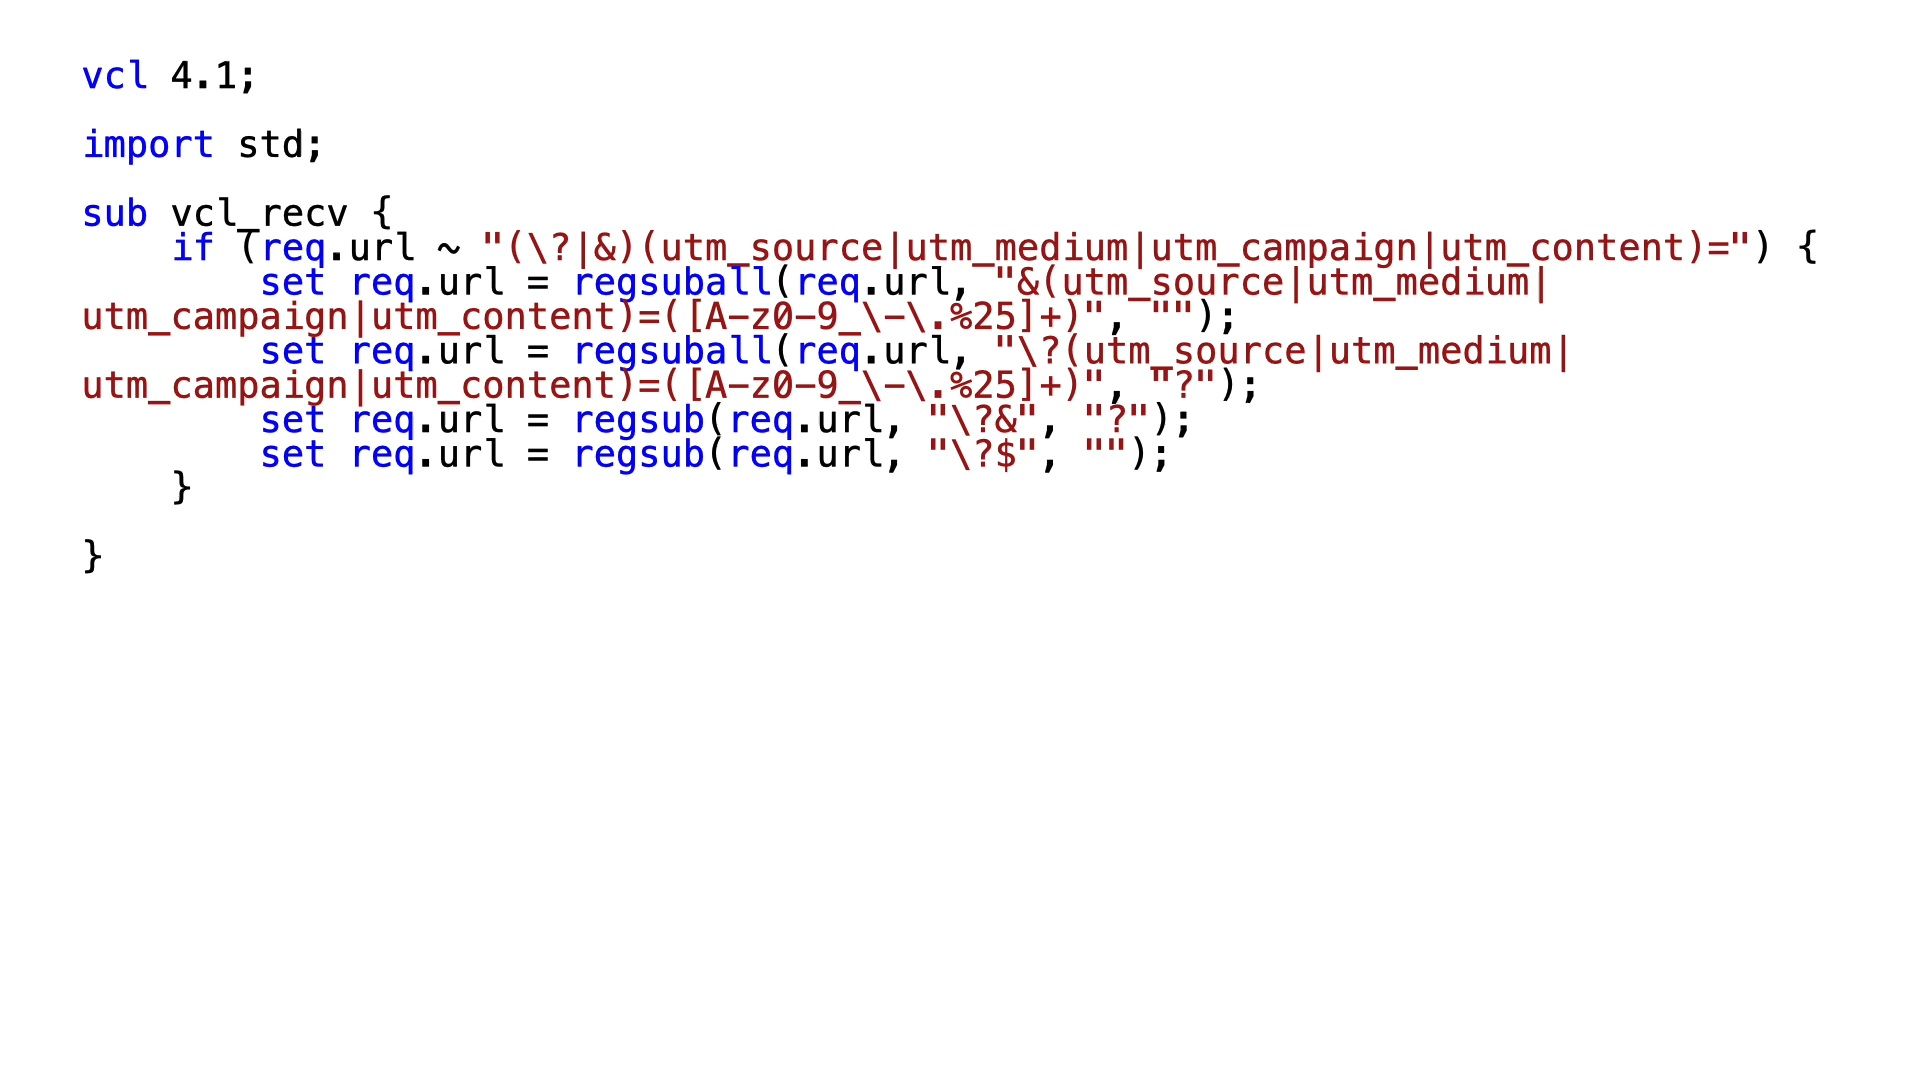 vcl 4.1;
import std;
sub vcl_recv {
if (req.url ~ "(\?|&)(utm_source|utm_medium|utm_campaign|utm_content)=") {
set req.url = regsuball(req.url, "&(utm_source|utm_medium|
utm_campaign|utm_content)=([A-z0-9_\-\.%25]+)", "");
set req.url = regsuball(req.url, "\?(utm_source|utm_medium|
utm_campaign|utm_content)=([A-z0-9_\-\.%25]+)", "?");
set req.url = regsub(req.url, "\?&", "?");
set req.url = regsub(req.url, "\?$", "");
}
}